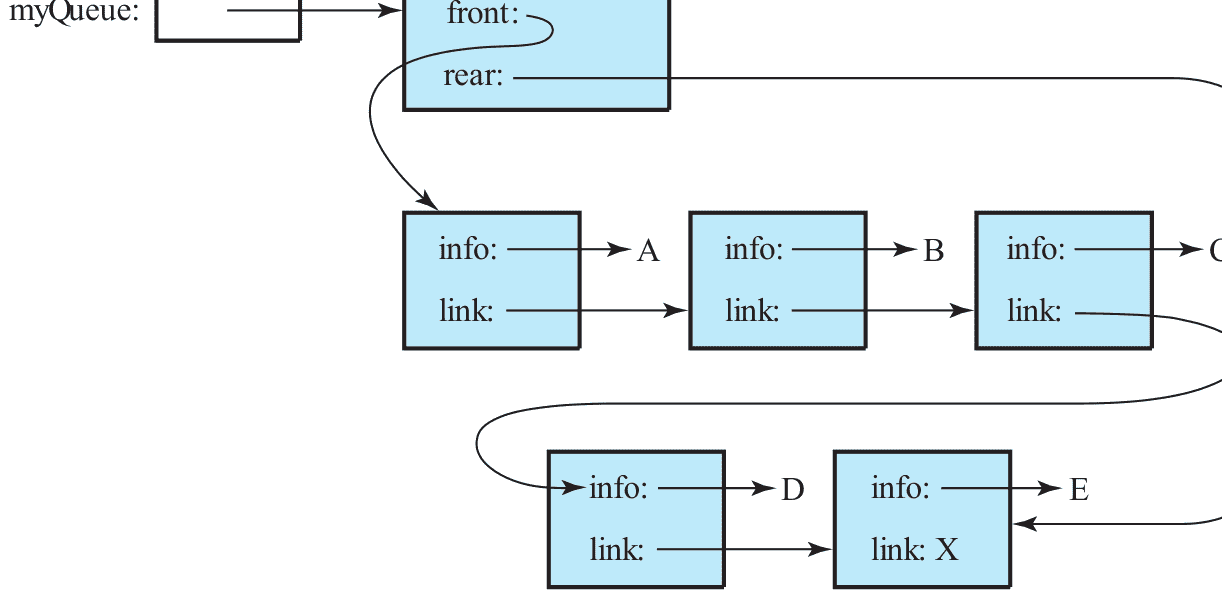 myQueue:
front:
rear:
info: A
info: B
info:
link:
link:
link:
info: D
info: E
link:
link: X